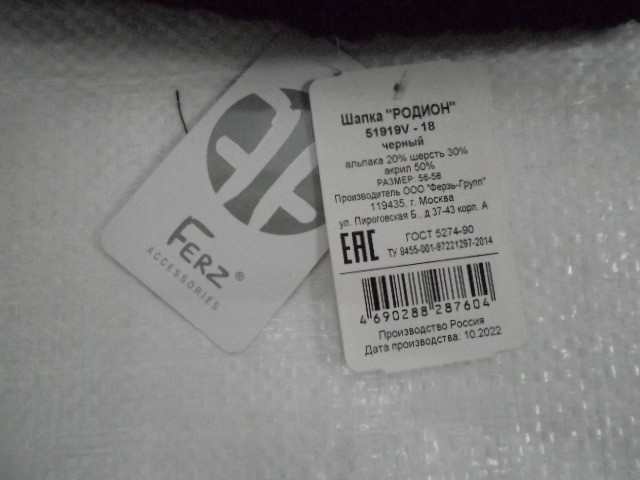 FERZ®
ACCESSORIES
Шапка "РОДИОН"
51919V - 18
черный
альпака 20% шерсть 30%
акрил 50%
РАЗМЕР: 56-58
Производитель ООО "Ферзь-Групп"
119435, г. Москва
ул. Пироговская Б., д 37-43 корп. А
ЕАС
ГОСТ 5274-90
ТУ 8455-001-97221297-2014
4 690288 287604
Производство Россия
Дата производства: 10.2022